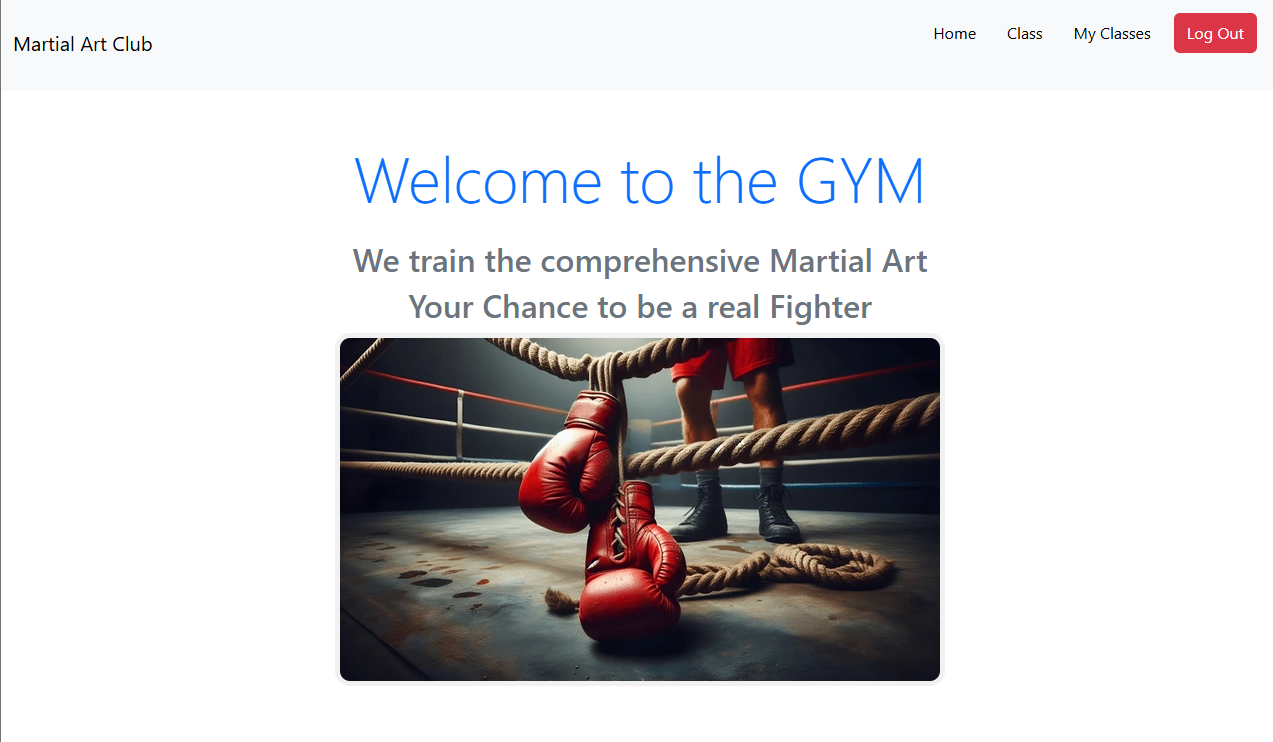 Martial Art Club
Home Class My Classes Log Out
Welcome to the GYM
We train the comprehensive Martial Art
Your Chance to be a real Fighter